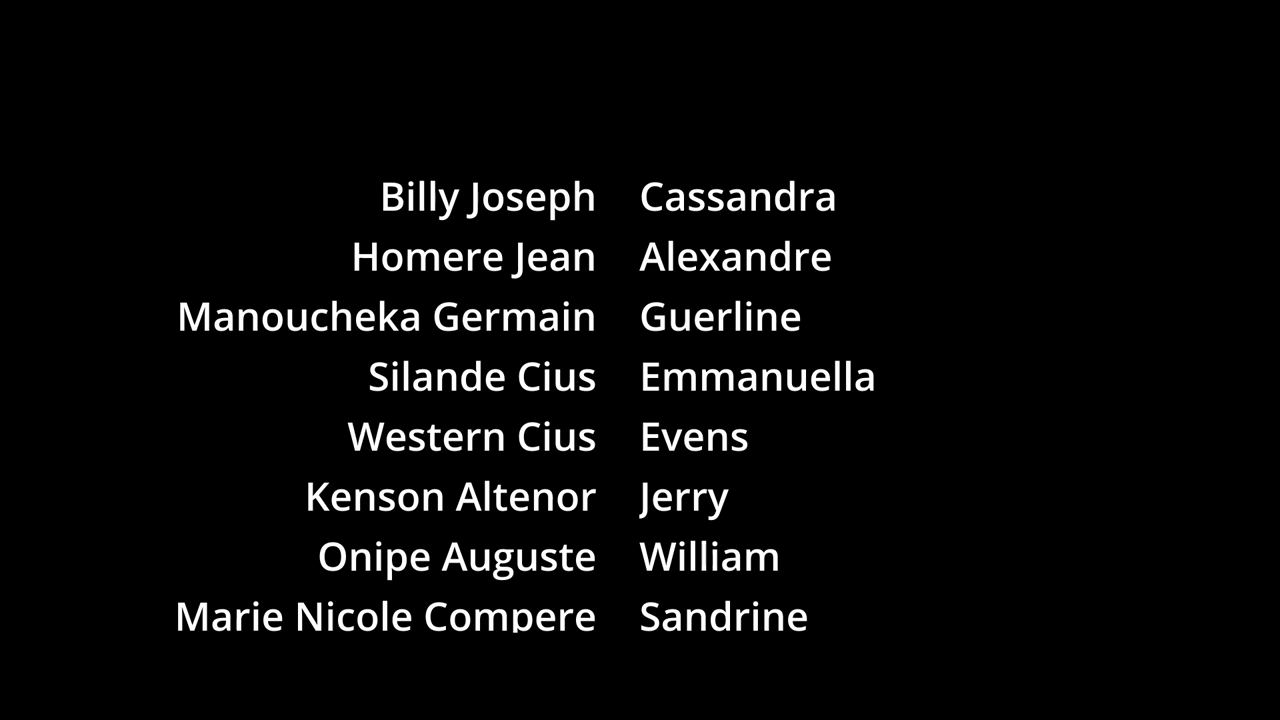 Billy Joseph Cassandra
Homere Jean Alexandre
Manoucheka Germain Guerline
Silande Cius Emmanuella
Western Cius Evens
Kenson Altenor Jerry
Onipe Auguste William
Marie Nicole Compere Sandrine